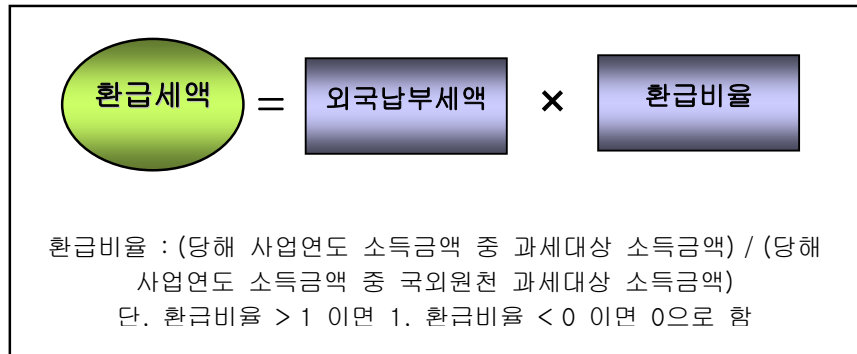 환급세액 = 외국납부세액 × 환급비율
환급비율 : (당해 사업연도 소득금액 중 과세대상 소득금액) / (당해
사업연도 소득금액 중 국외원천 과세대상 소득금액)
단. 환급비율 > 1 이면 1. 환급비율 < 0 이면 0으로 함